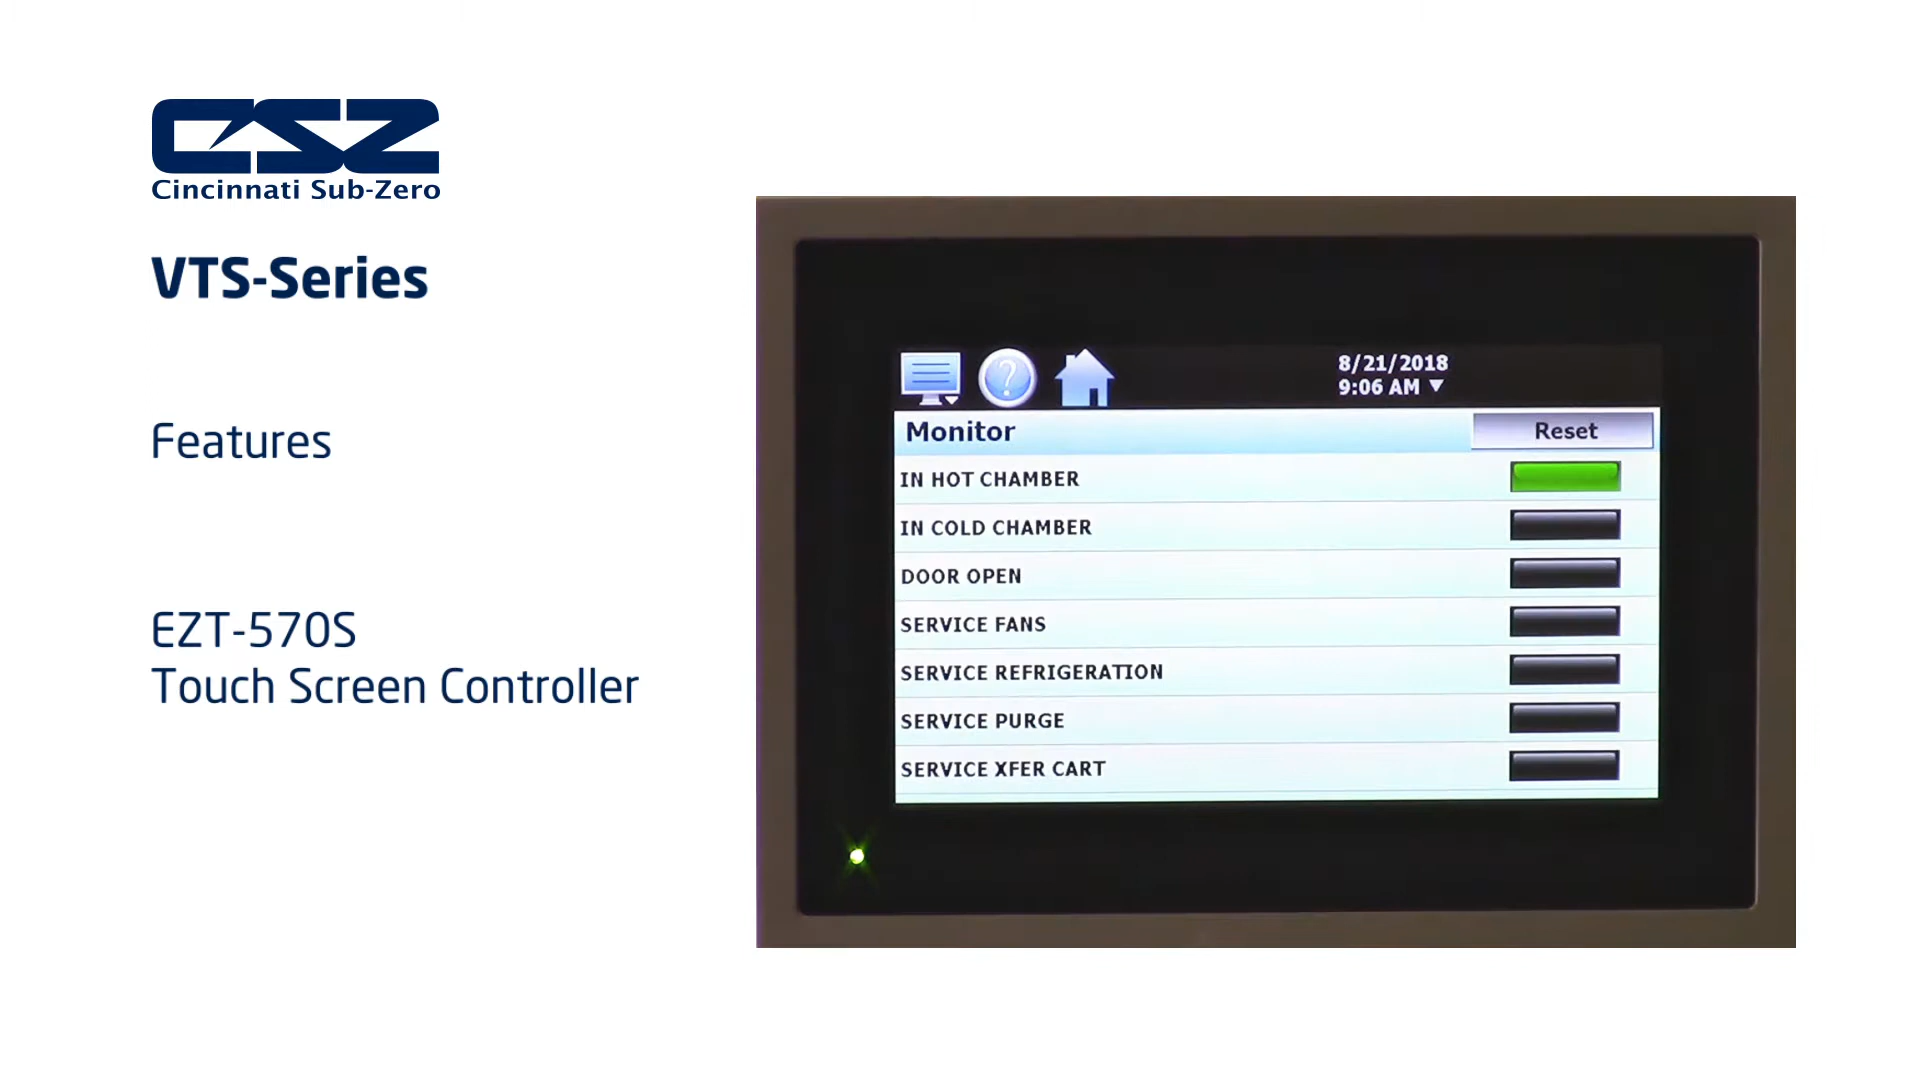 CSZ
Cincinnati Sub-Zero
VTS-Series
Features
EZT-570S
Touch Screen Controller
?
8/21/2018
9:06 AM ▼
Monitor
Reset
IN HOT CHAMBER
IN COLD CHAMBER
DOOR OPEN
SERVICE FANS
SERVICE REFRIGERATION
SERVICE PURGE
SERVICE XFER CART